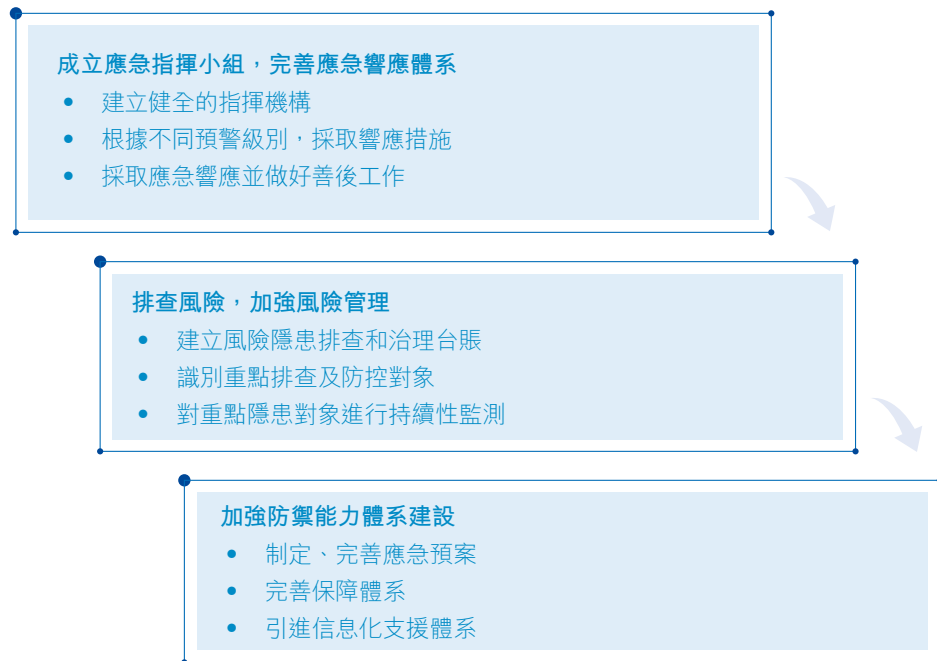 成立應急指揮小組，完善應急響應體系
• 建立健全的指揮機構
• 根據不同預警級別，採取響應措施
• 採取應急響應並做好善後工作
排查風險，加強風險管理
• 建立風險隱患排查和治理台賬
• 識別重點排查及防控對象
• 對重點隱患對象進行持續性監測
加強防禦能力體系建設
• 制定、完善應急預案
• 完善保障體系
• 引進信息化支援體系